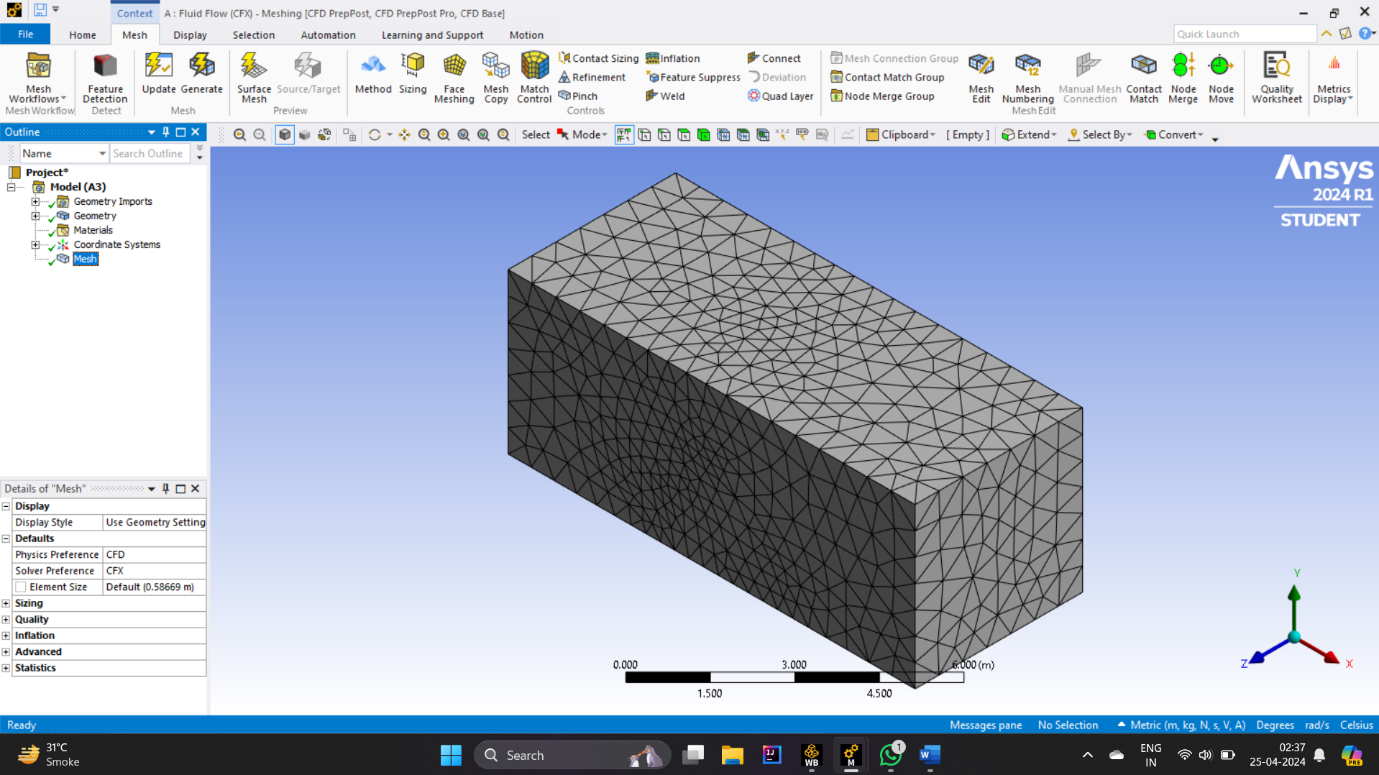 Context A : Fluid Flow (CFX) - Meshing [CFD PrepPost, CFD PrepPost Pro, CFD Base]
File Home Mesh Display Selection Automation Learning and Support Motion Quick Launch
Mesh Workflows Feature Detection Update Generate Surface Mesh Source/Target Method Sizing Face Meshing Mesh Copy Match Control
Contact Sizing Inflation Connect
Refinement Feature Suppress Deviation
Pinch Weld Quad Layer
Mesh Connection Group
Contact Match Group
Node Merge Group
Mesh Edit Mesh Numbering Manual Mesh Connection Contact Match Node Merge Node Move Quality Worksheet Metrics Display
Mesh Workflow Detect Mesh Preview Controls Mesh Edit
Outline
Select Mode Clipboard [ Empty ] Extend Select By Convert
Name Search Outline
Project*
Model (A3)
Geometry Imports
Geometry
Materials
Coordinate Systems
Mesh
Ansys
2024 R1
STUDENT
Details of "Mesh"
Display
Display Style Use Geometry Setting
Defaults
Physics Preference CFD
Solver Preference CFX
Element Size Default (0.58669 m)
Sizing
Quality
Inflation
Advanced
Statistics
0.000 3.000 6.000 (m)
1.500 4.500
Y
Z X
Ready Messages pane No Selection Metric (m, kg, N, s, V, A) Degrees rad/s Celsius
31°C
Smoke
Search
IJ
WB
M
1
W
ENG
IN
02:37
25-04-2024
PRE